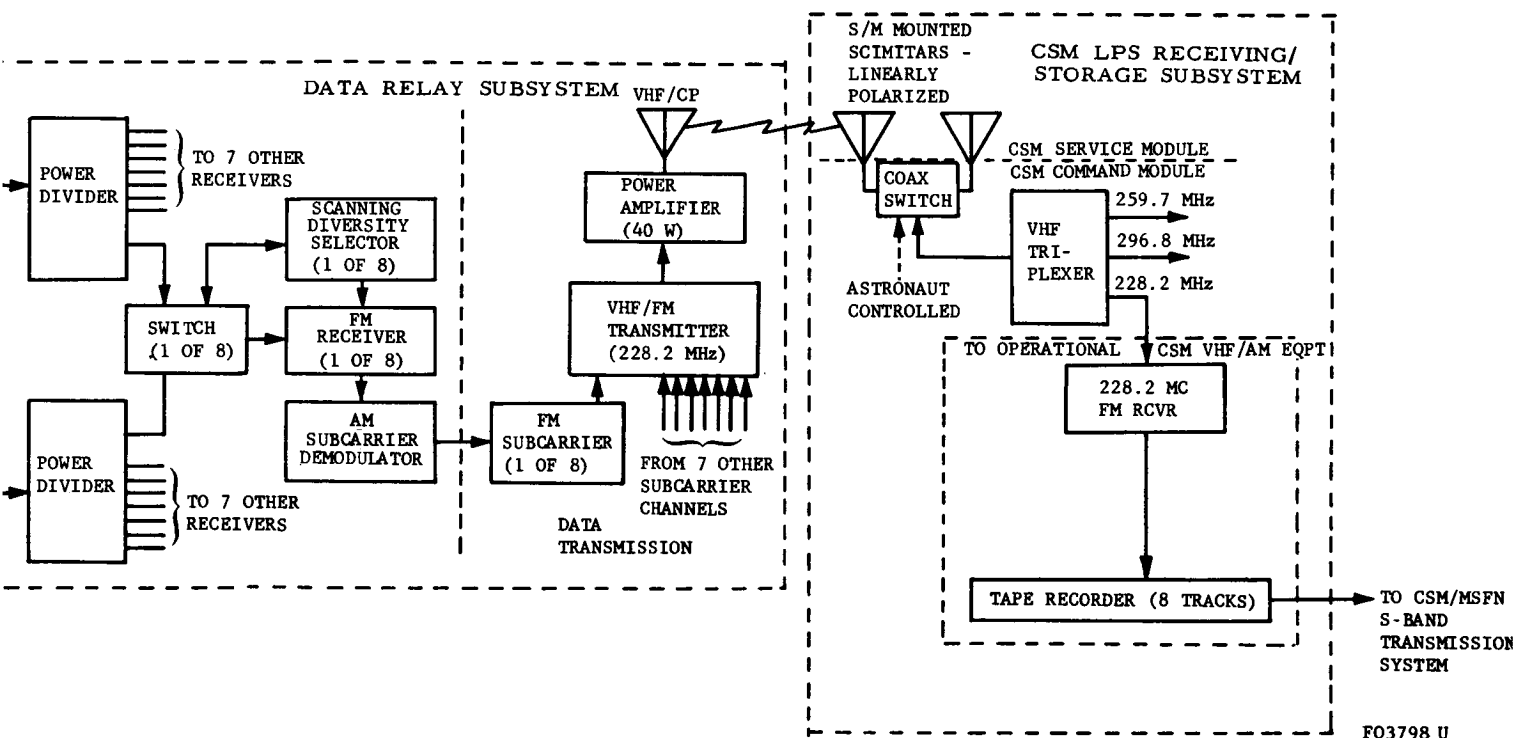 DATA RELAY SUBSYSTEM
POWER
DIVIDER
TO 7 OTHER
RECEIVERS
SCANNING
DIVERSITY
SELECTOR
(1 OF 8)
SWITCH
(1 OF 8)
FM
RECEIVER
(1 OF 8)
AM
SUBCARRIER
DEMODULATOR
POWER
DIVIDER
TO 7 OTHER
RECEIVERS
VHF/CP
POWER
AMPLIFIER
(40 W)
VHF/FM
TRANSMITTER
(228.2 MHz)
FM
SUBCARRIER
(1 OF 8)
FROM 7 OTHER
SUBCARRIER
CHANNELS
DATA
TRANSMISSION
S/M MOUNTED
SCIMITARS -
LINEARLY
POLARIZED
CSM LPS RECEIVING/
STORAGE SUBSYSTEM
CSM SERVICE MODULE
CSM COMMAND MODULE
COAX
SWITCH
ASTRONAUT
CONTROLLED
VHF
TRI-
PLEXER
259.7 MHz
296.8 MHz
228.2 MHz
TO OPERATIONAL CSM VHF/AM EQPT
228.2 MC
FM RCVR
TAPE RECORDER (8 TRACKS)
TO CSM/MSFN
S-BAND
TRANSMISSION
SYSTEM
F03798 U